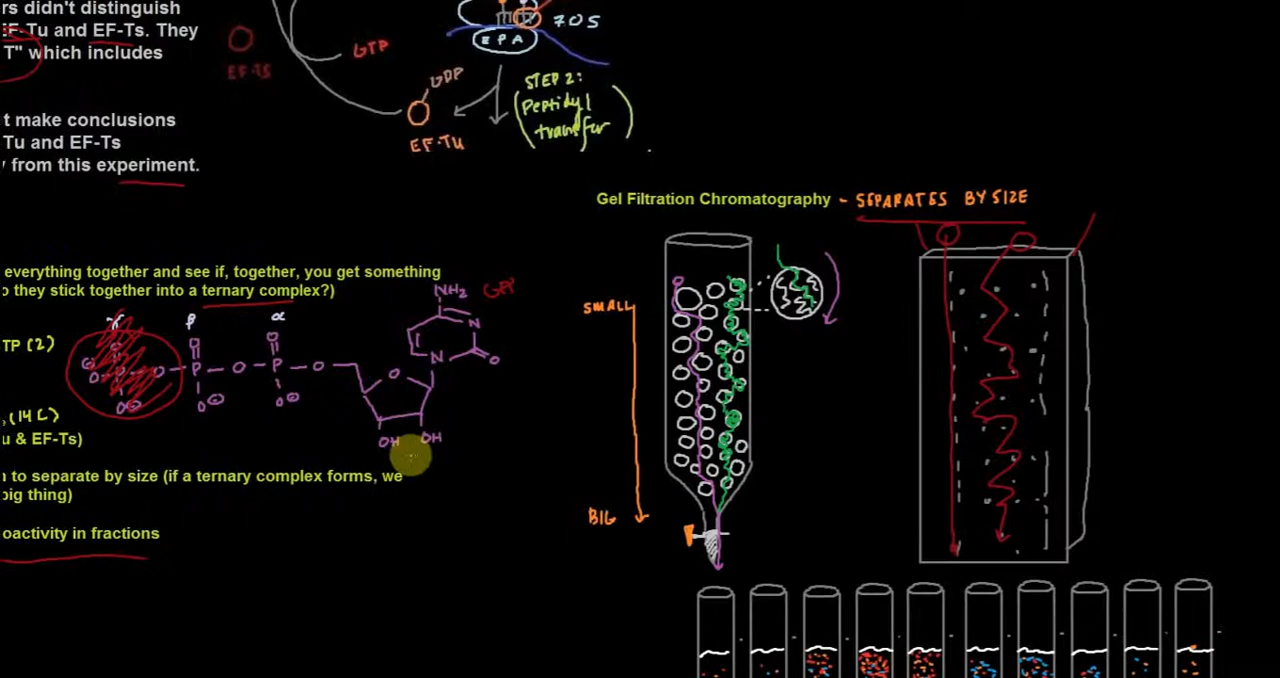 rs didn't distinguish
EF-Tu and EF-Ts. They
T" which includes
t make conclusions
Tu and EF-Ts
from this experiment.
EF-TS
GTP
70S
E P A
GDP
EF-TU
STEP 2:
(Peptidyl
transfer)
everything together and see if, together, you get something
o they stick together into a ternary complex?)
TP (2)
(14C)
u & EF-Ts)
n to separate by size (if a ternary complex forms, we
big thing)
oactivity in fractions
γ β α
NH₂
N
N
O
O P O P O
O
O O
O⊖ O⊖
OH OH
Gel Filtration Chromatography - SEPARATES BY SIZE
SMALL
BIG